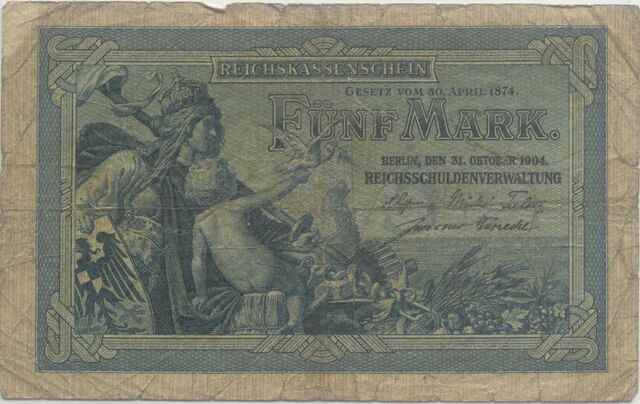 REICHSKASSENSCHEIN
GESETZ VOM 30. APRIL 1874.
FÜNF MARK.
BERLIN, DEN 31. OKTOBER 1904.
REICHSSCHULDENVERWALTUNG